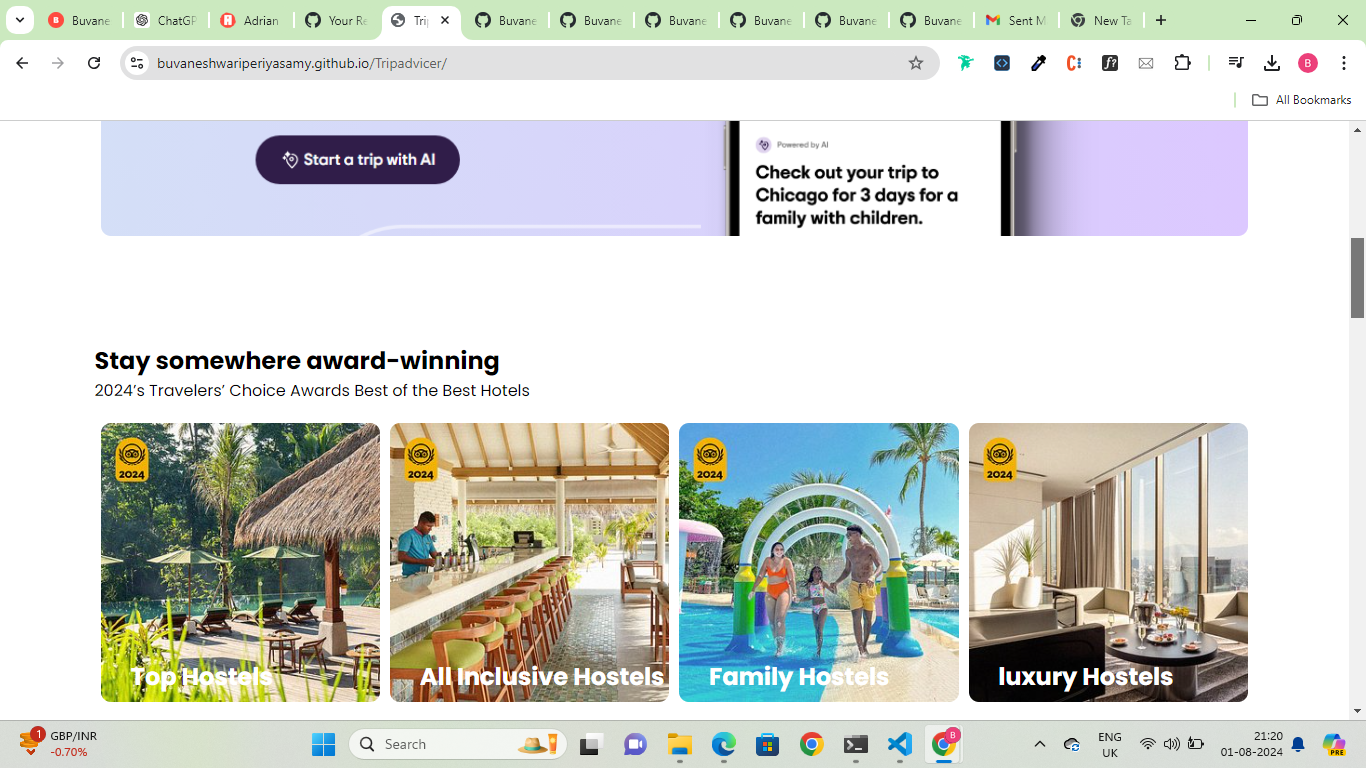 Buvane
ChatGP
Adrian
Your Re
Trip
Buvane
Buvane
Buvane
Buvane
Buvane
Buvane
Sent M
New Ta
buvaneshwariperiyasamy.github.io/Tripadvicer/
B
All Bookmarks
Start a trip with AI
Powered by AI
Check out your trip to
Chicago for 3 days for a
family with children.
Stay somewhere award-winning
2024’s Travelers’ Choice Awards Best of the Best Hotels
2024
2024
2024
2024
Top Hostels
All Inclusive Hostels
Family Hostels
luxury Hostels
1
GBP/INR
-0.70%
Search
B
ENG
UK
21:20
01-08-2024
PRE